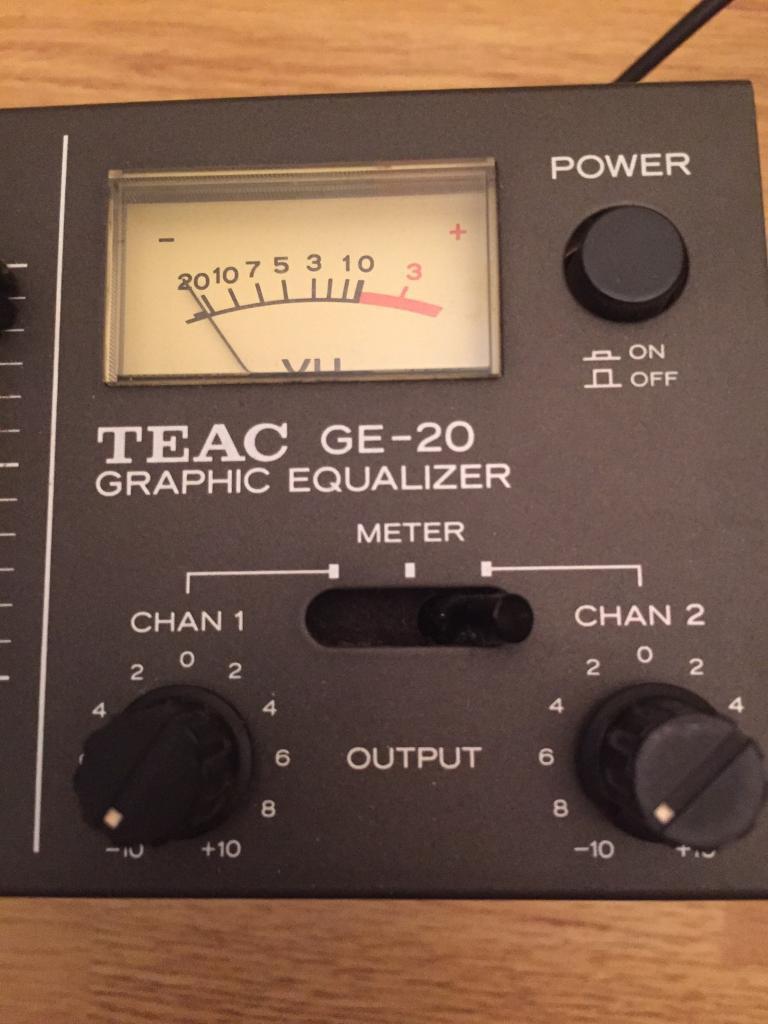 POWER
- +
20 10 7 5 3 1 0 3
VU
ON
OFF
TEAC GE-20
GRAPHIC EQUALIZER
METER
CHAN 1 CHAN 2
2 0 2 2 0 2
4 4 4 4
6 OUTPUT 6
8 8
-10 +10 -10 +10